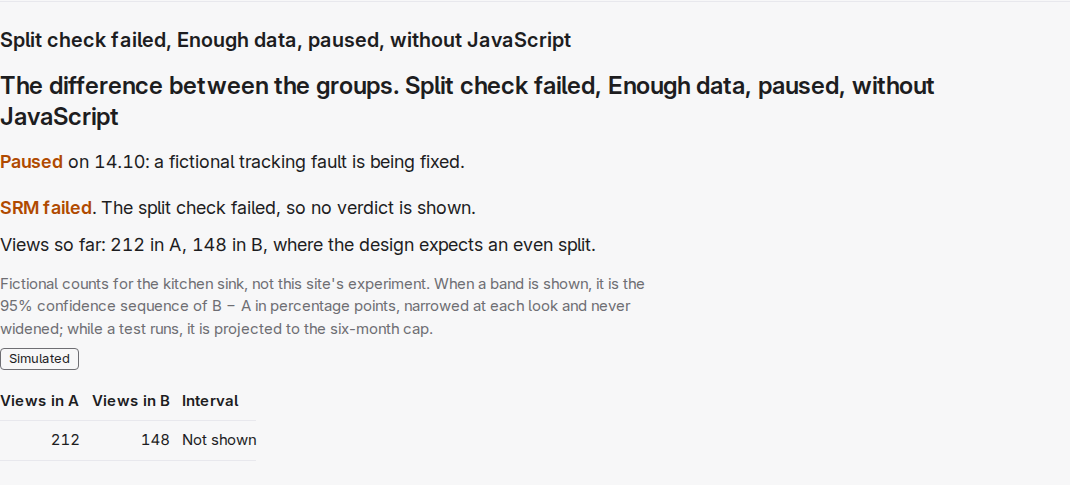 Split check failed, Enough data, paused, without JavaScript
The difference between the groups. Split check failed, Enough data, paused, without
JavaScript
Paused on 14.10: a fictional tracking fault is being fixed.
SRM failed. The split check failed, so no verdict is shown.
Views so far: 212 in A, 148 in B, where the design expects an even split.
Fictional counts for the kitchen sink, not this site's experiment. When a band is shown, it is the
95% confidence sequence of B − A in percentage points, narrowed at each look and never
widened; while a test runs, it is projected to the six-month cap.
Simulated
Views in A Views in B Interval
212 148 Not shown